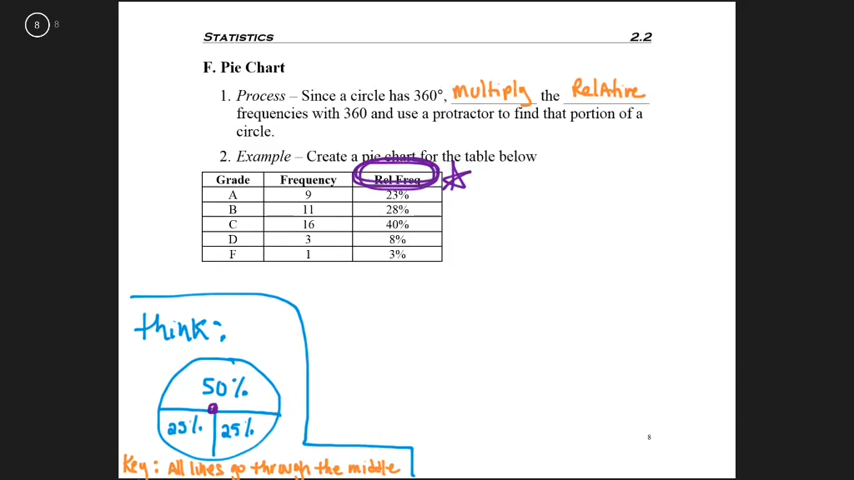 8 8
STATISTICS 2.2
F. Pie Chart
1. Process – Since a circle has 360°, multiply the Relative
frequencies with 360 and use a protractor to find that portion of a
circle.
2. Example – Create a pie chart for the table below
Grade Frequency Rel Freq
A 9 23%
B 11 28%
C 16 40%
D 3 8%
F 1 3%
think:
50%
25% 25%
Key: All lines go through the middle
8